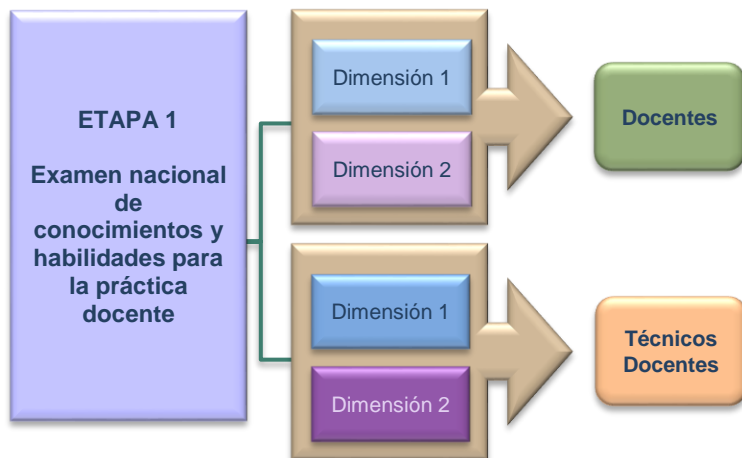 ETAPA 1
Examen nacional
de
conocimientos y
habilidades para
la práctica
docente
Dimensión 1
Dimensión 2
Docentes
Dimensión 1
Dimensión 2
Técnicos
Docentes